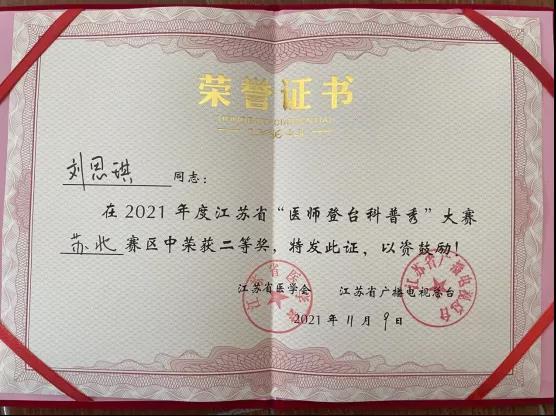 荣誉证书
HONORARY CREDENTIAL
刘思琪 同志：
在2021年度江苏省“医师登台科普秀”大赛
苏北赛区中荣获二等奖，特发此证，以资鼓励！
江苏省医学会 江苏省广播电视总台
2021年11月9日